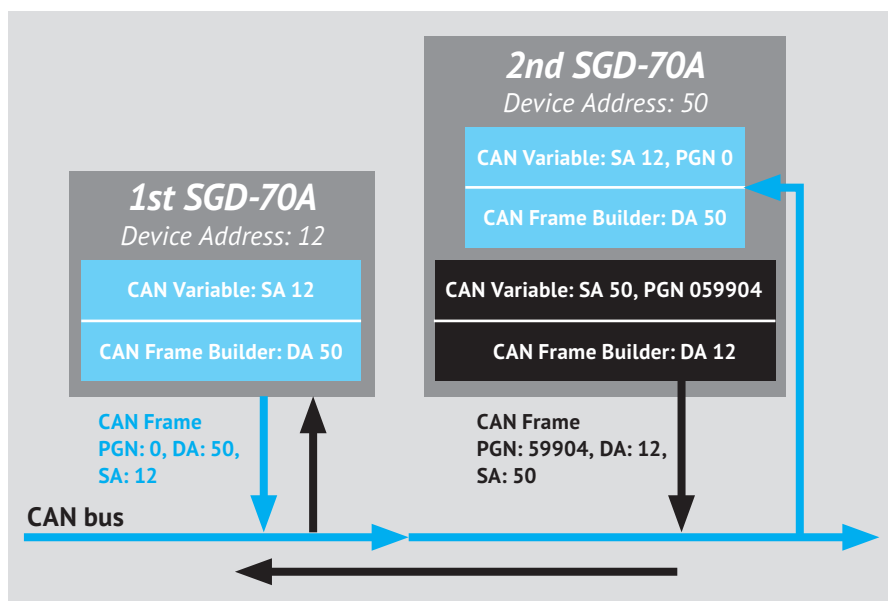 2nd SGD-70A
Device Address: 50
CAN Variable: SA 12, PGN 0
CAN Frame Builder: DA 50
CAN Variable: SA 50, PGN 059904
CAN Frame Builder: DA 12
1st SGD-70A
Device Address: 12
CAN Variable: SA 12
CAN Frame Builder: DA 50
CAN Frame
PGN: 0, DA: 50,
SA: 12
CAN Frame
PGN: 59904, DA: 12,
SA: 50
CAN bus